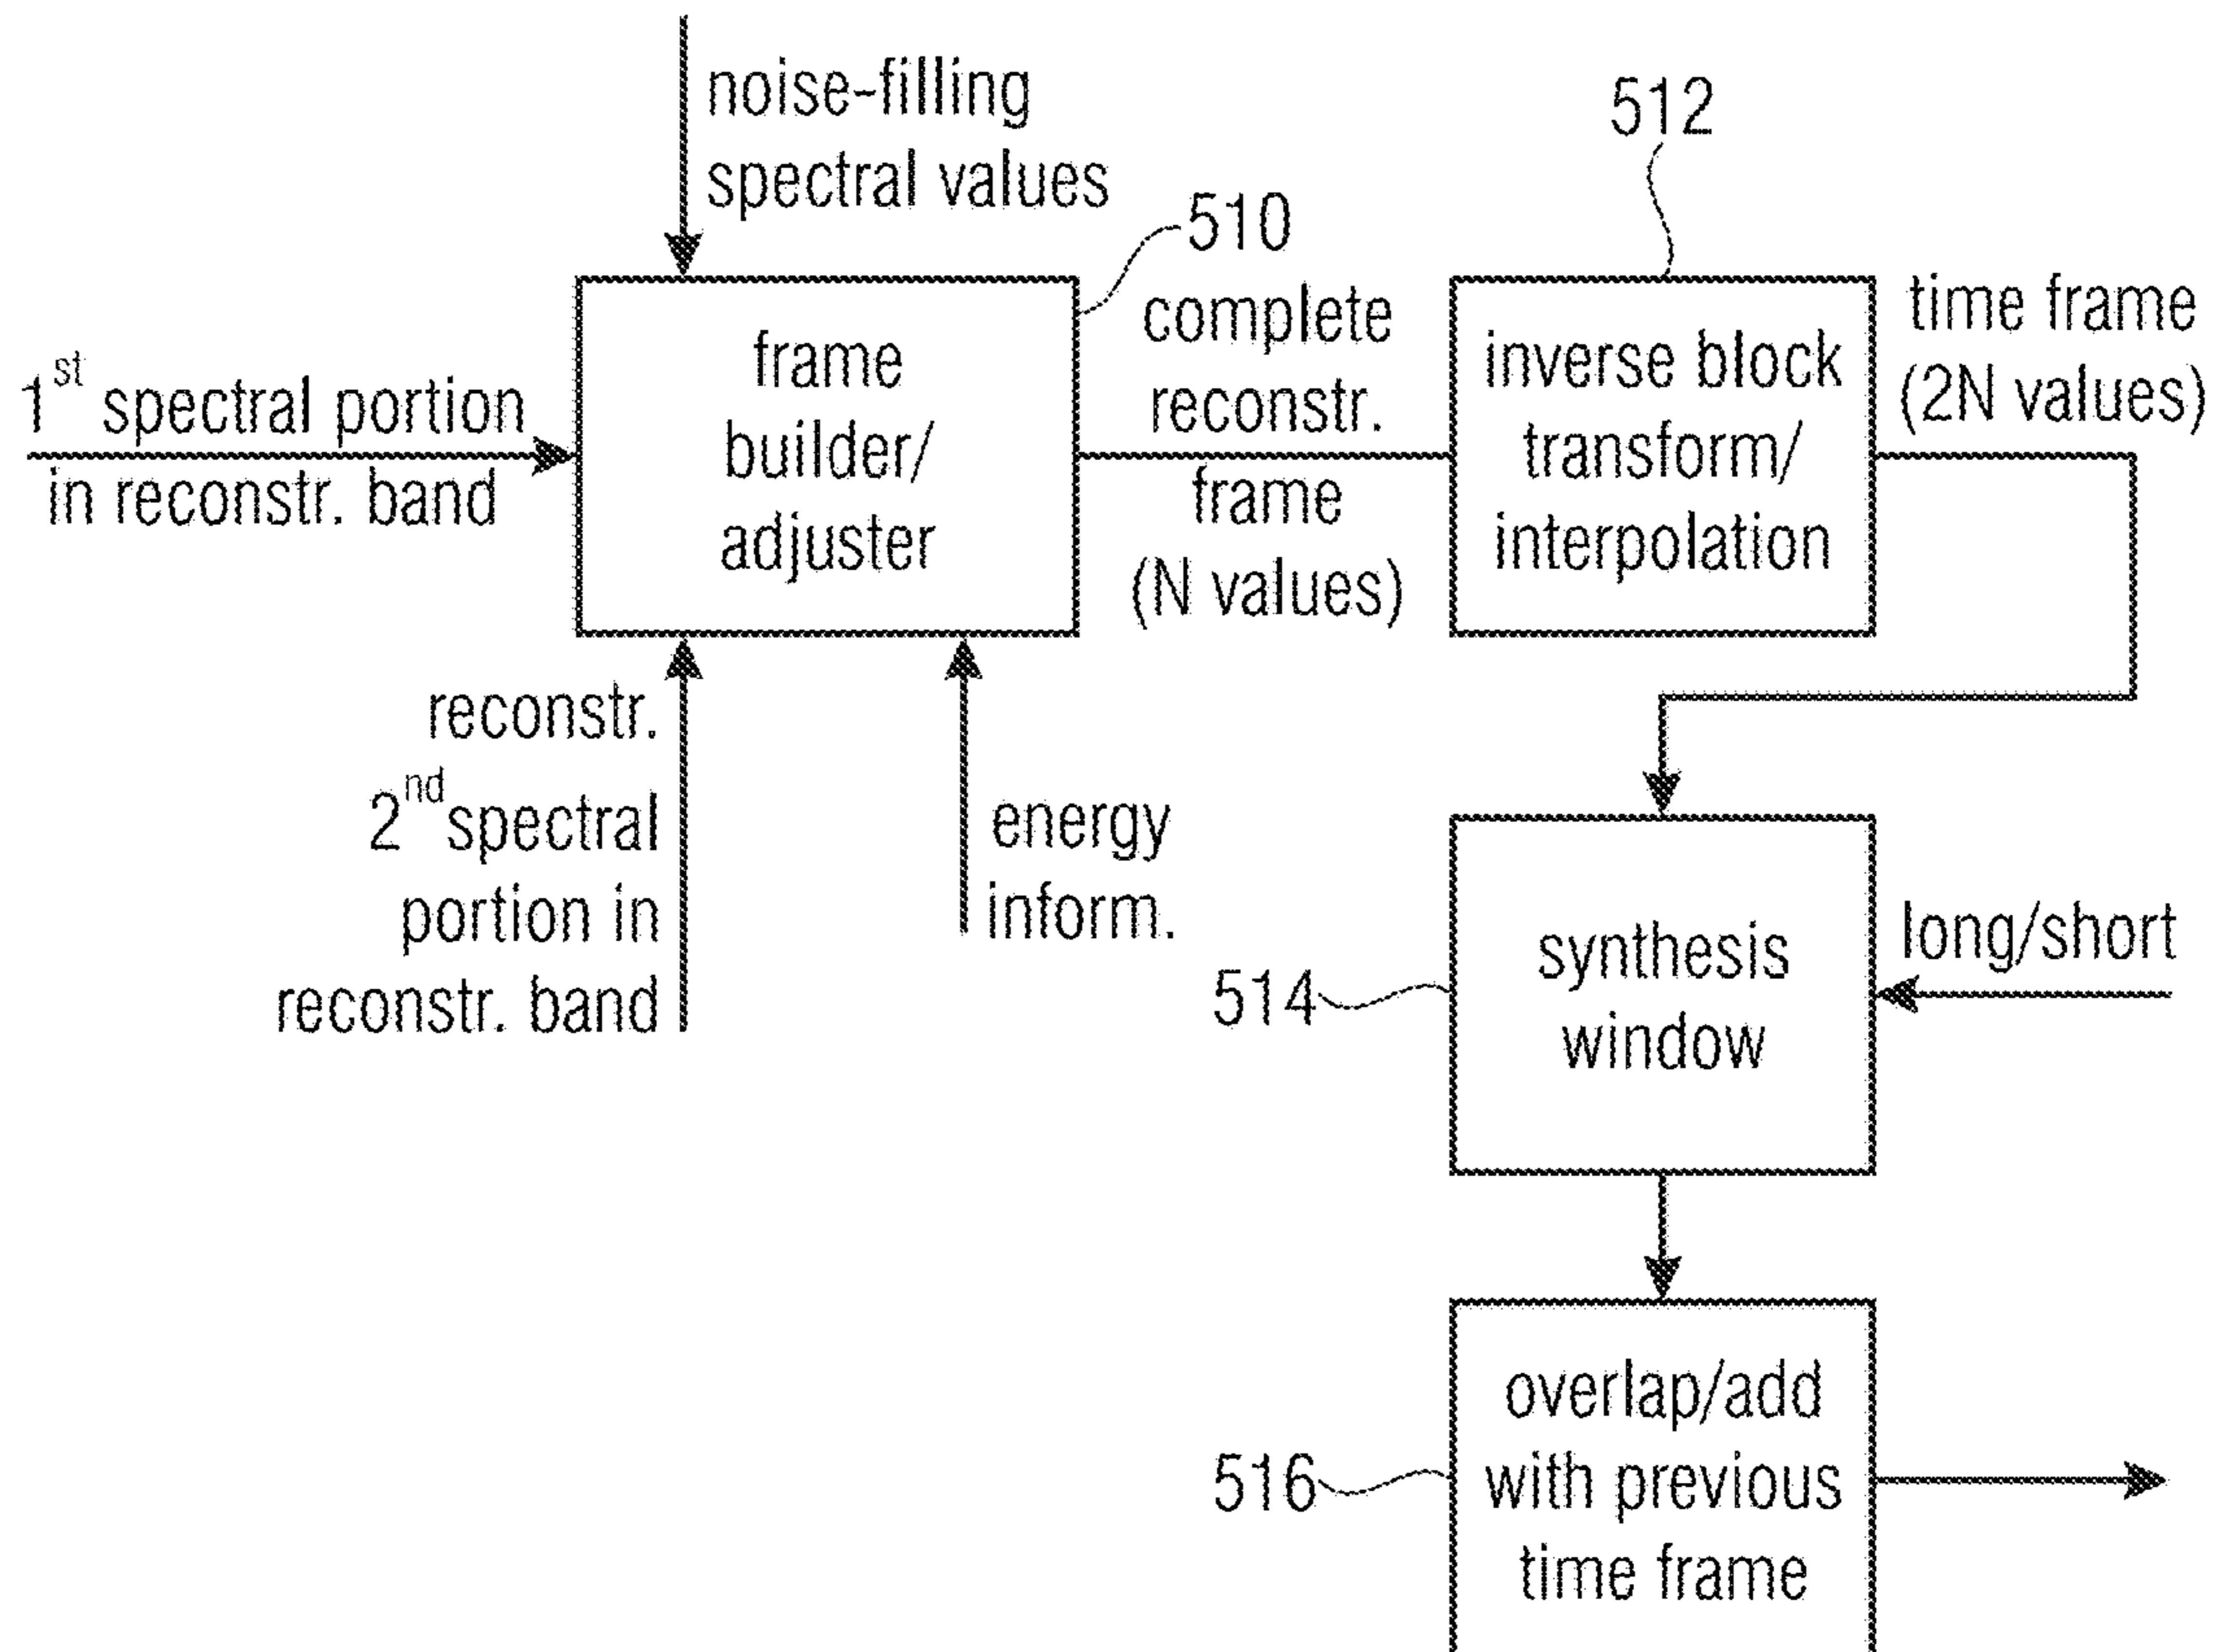 noise-filling
spectral values
512
510
1st spectral portion
in reconstr. band
frame
builder/
adjuster
complete
reconstr.
frame
(N values)
inverse block
transform/
interpolation
time frame
(2N values)
reconstr.
2nd spectral
portion in
reconstr. band
energy
inform.
514
synthesis
window
long/short
516
overlap/add
with previous
time frame